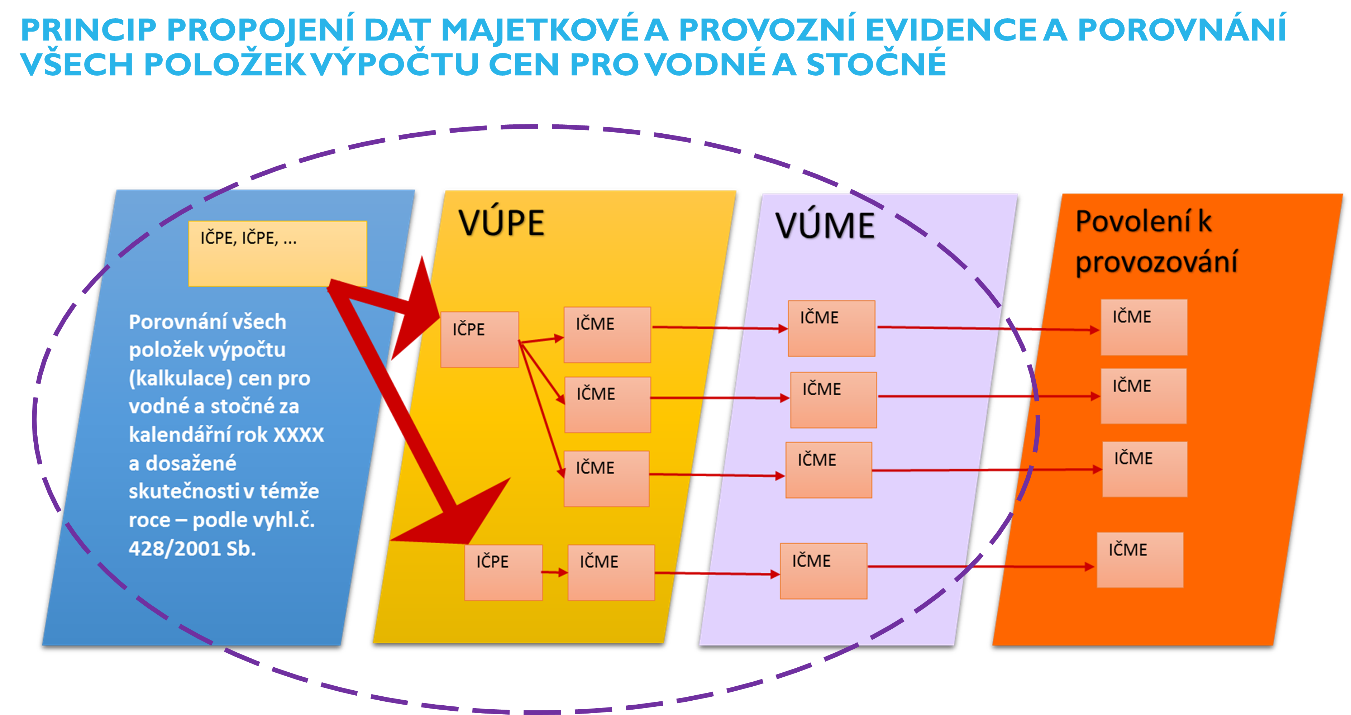 PRINCIP PROPOJENÍ DAT MAJETKOVÉ A PROVOZNÍ EVIDENCE A POROVNÁNÍ
VŠECH POLOŽEK VÝPOČTU CEN PRO VODNÉ A STOČNÉ
IČPE, IČPE, ...
Porovnání všech
položek výpočtu
(kalkulace) cen pro
vodné a stočné za
kalendářní rok XXXX
a dosažené
skutečnosti v témže
roce – podle vyhl.č.
428/2001 Sb.
VÚPE
IČPE
IČME
IČME
IČME
IČPE
IČME
VÚME
IČME
IČME
IČME
IČME
Povolení k
provozování
IČME
IČME
IČME
IČME